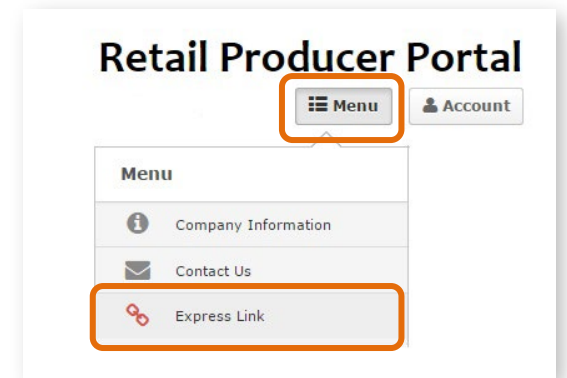 Retail Producer Portal
Menu Account
Menu
Company Information
Contact Us
Express Link